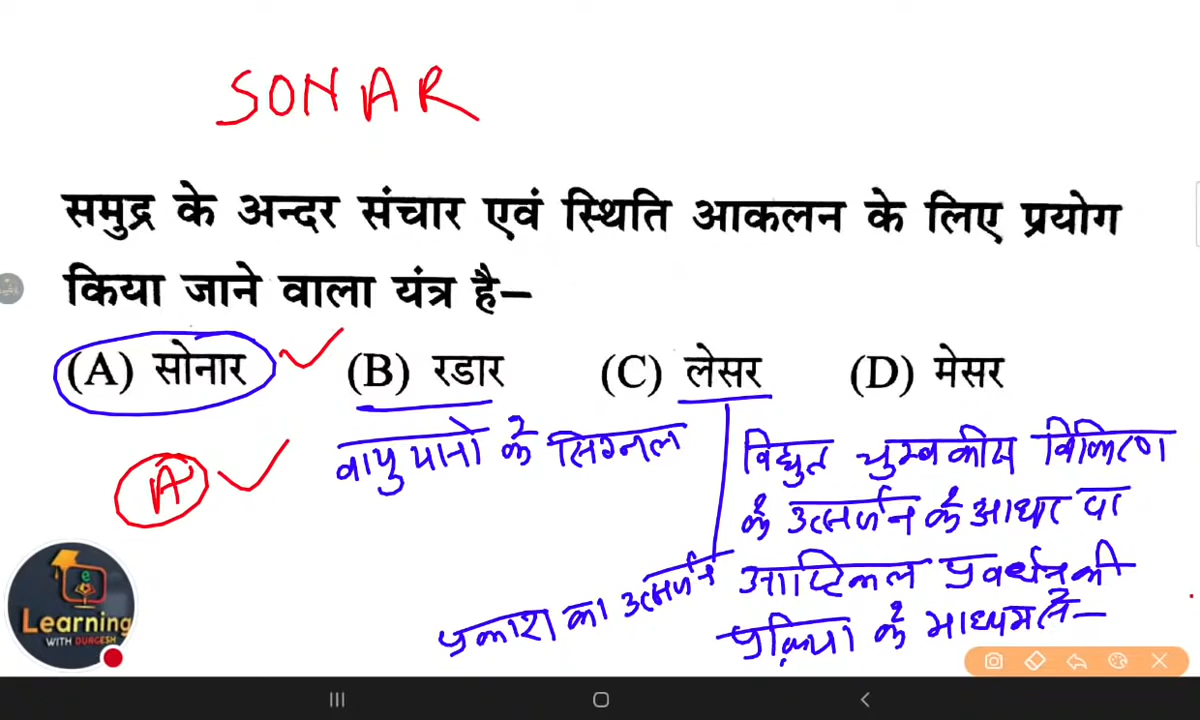 SONAR
समुद्र के अन्दर संचार एवं स्थिति आकलन के लिए प्रयोग
किया जाने वाला यंत्र है–
(A) सोनार (B) रडार (C) लेसर (D) मेसर
वायुयानो के सिग्नल
विद्युत चुम्बकीय विकिरण
के उत्सर्जन के आधार पर
आप्टिकल प्रवर्धन की
प्रक्रिया के माध्यम से–
प्रकाश का उत्सर्जन
A
e
Learning
WITH DURGESH